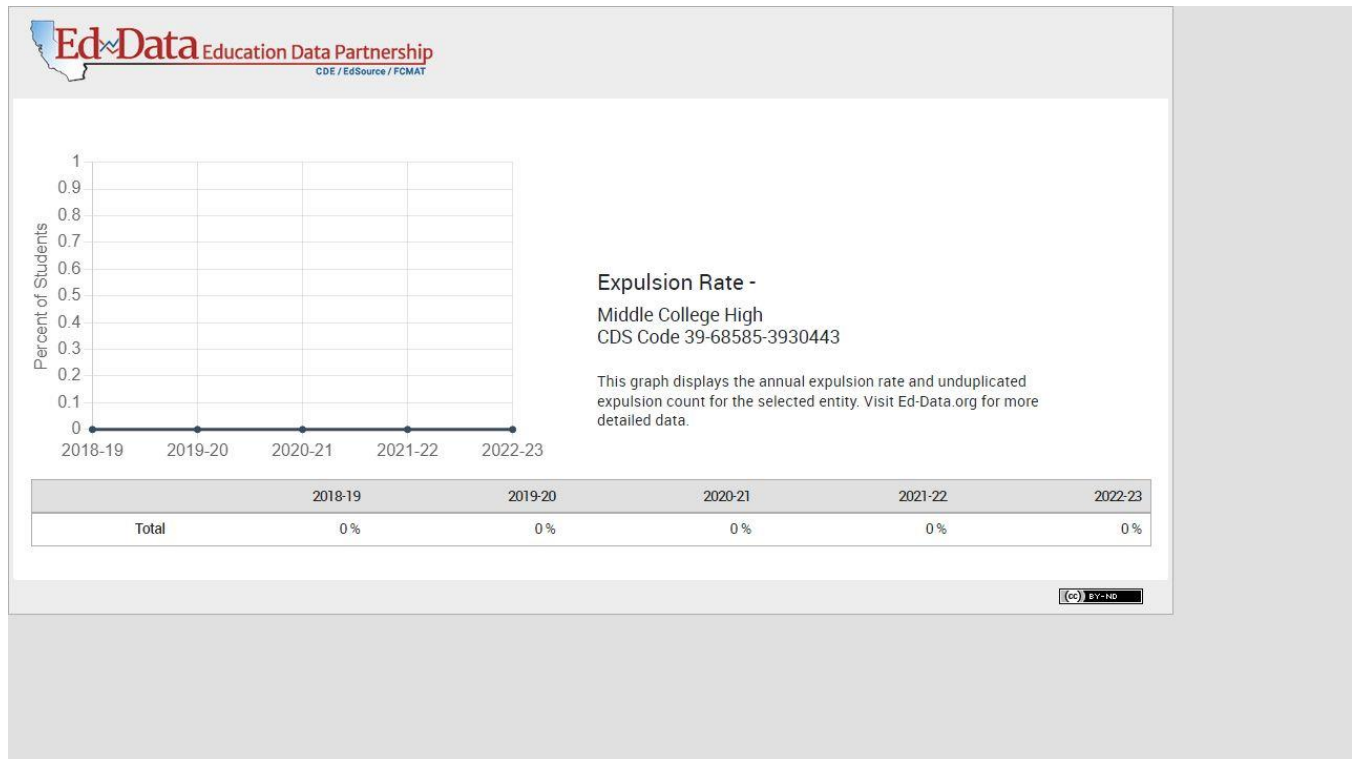 Ed Data Education Data Partnership
CDE / EdSource / FCMAT
1
0.9
0.8
0.7
0.6
0.5
0.4
0.3
0.2
0.1
0
Percent of Students
2018-19 2019-20 2020-21 2021-22 2022-23
Expulsion Rate -
Middle College High
CDS Code 39-68585-3930443
This graph displays the annual expulsion rate and unduplicated
expulsion count for the selected entity. Visit Ed-Data.org for more
detailed data.
2018-19 2019-20 2020-21 2021-22 2022-23
Total 0 % 0 % 0 % 0 % 0 %
(cc) BY-ND